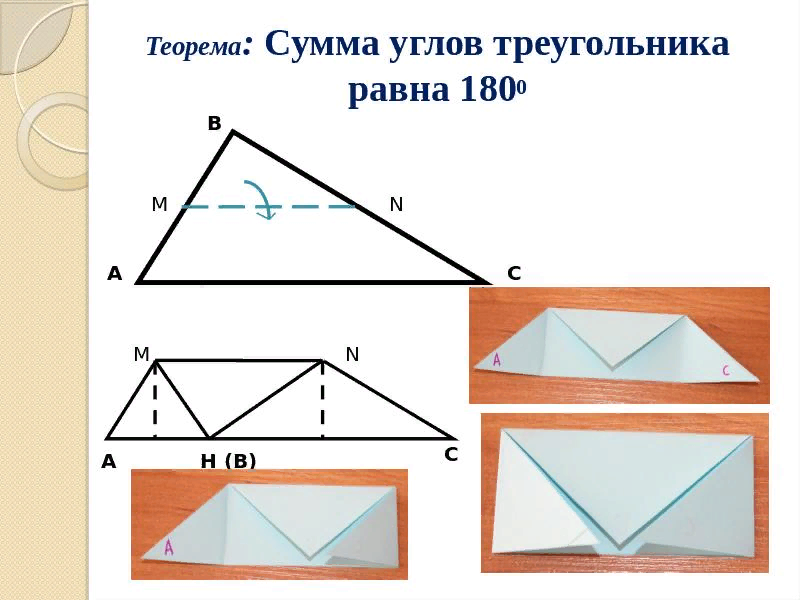 Теорема: Сумма углов треугольника
равна 180⁰
B
M N
A C
M N
A H (B) C
A C
A